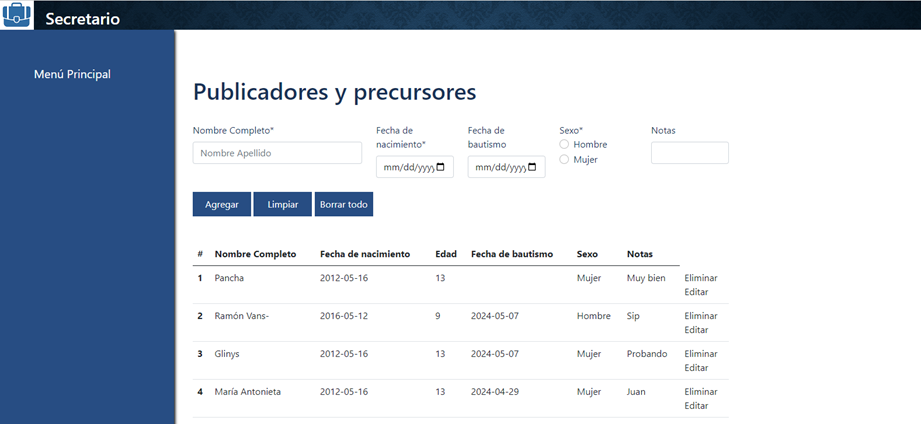 Secretario
Menú Principal
Publicadores y precursores
Nombre Completo*
Nombre Apellido
Fecha de
nacimiento*
mm/dd/yyyy
Fecha de
bautismo
mm/dd/yyyy
Sexo*
Hombre
Mujer
Notas
Agregar Limpiar Borrar todo
# Nombre Completo Fecha de nacimiento Edad Fecha de bautismo Sexo Notas
1 Pancha 2012-05-16 13 Mujer Muy bien Eliminar
Editar
2 Ramón Vans- 2016-05-12 9 2024-05-07 Hombre Sip Eliminar
Editar
3 Glinys 2012-05-16 13 2024-05-07 Mujer Probando Eliminar
Editar
4 María Antonieta 2012-05-16 13 2024-04-29 Mujer Juan Eliminar
Editar